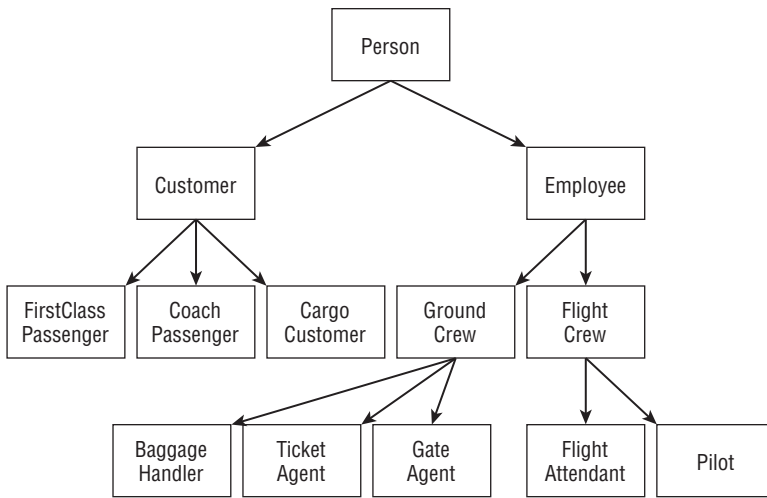 Person
Customer
Employee
FirstClass
Passenger
Coach
Passenger
Cargo
Customer
Ground
Crew
Flight
Crew
Baggage
Handler
Ticket
Agent
Gate
Agent
Flight
Attendant
Pilot